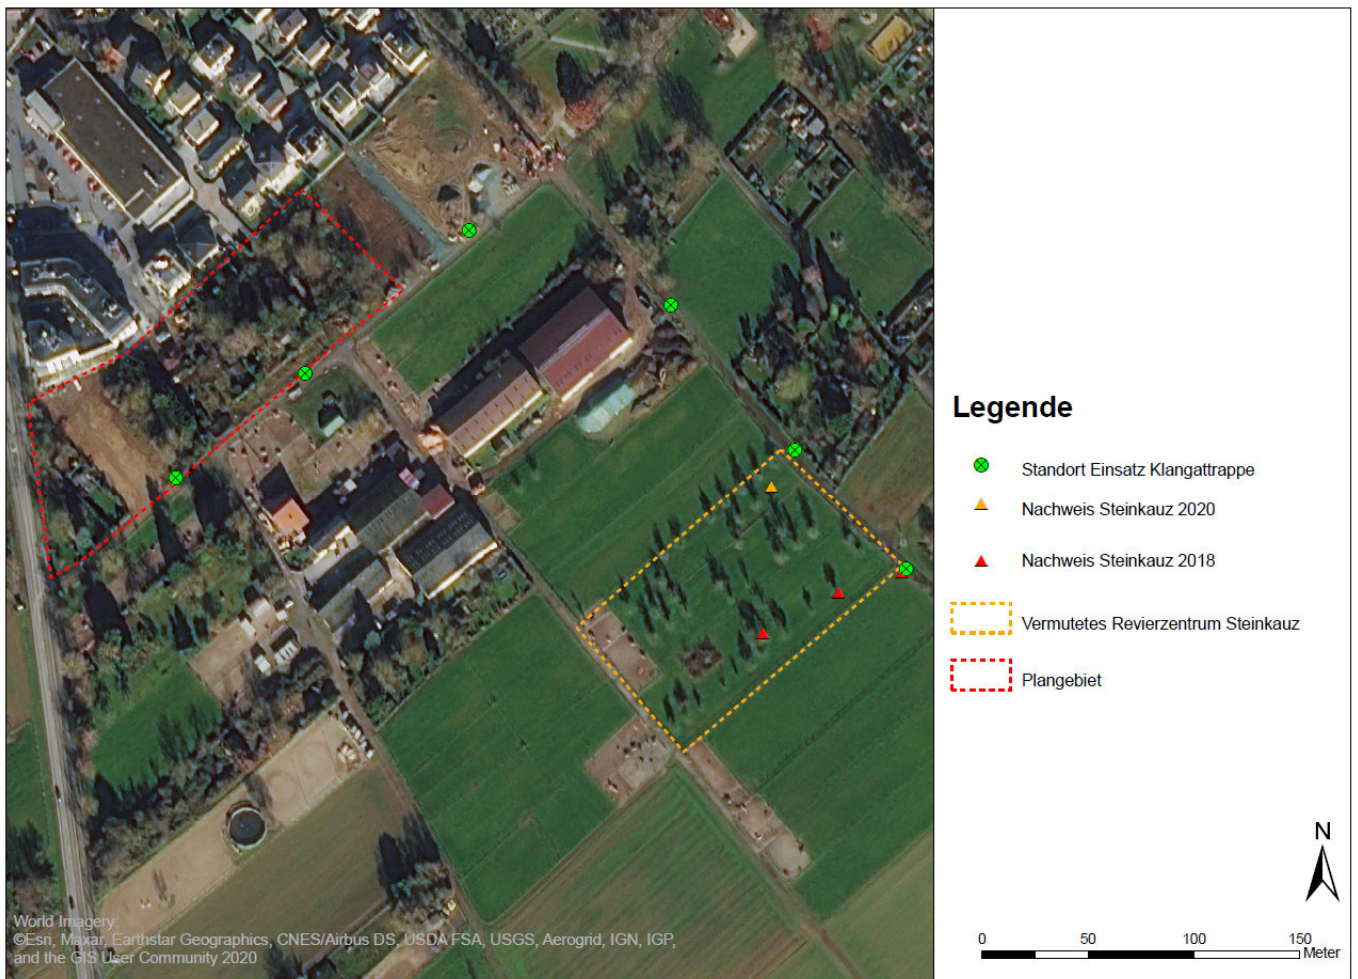 Legende
Standort Einsatz Klangattrappe
Nachweis Steinkauz 2020
Nachweis Steinkauz 2018
Vermutetes Revierzentrum Steinkauz
Plangebiet
N
0 50 100 150
Meter
World Imagery:
©Esri, Maxar, Earthstar Geographics, CNES/Airbus DS, USDA FSA, USGS, Aerogrid, IGN, IGP,
and the GIS User Community 2020